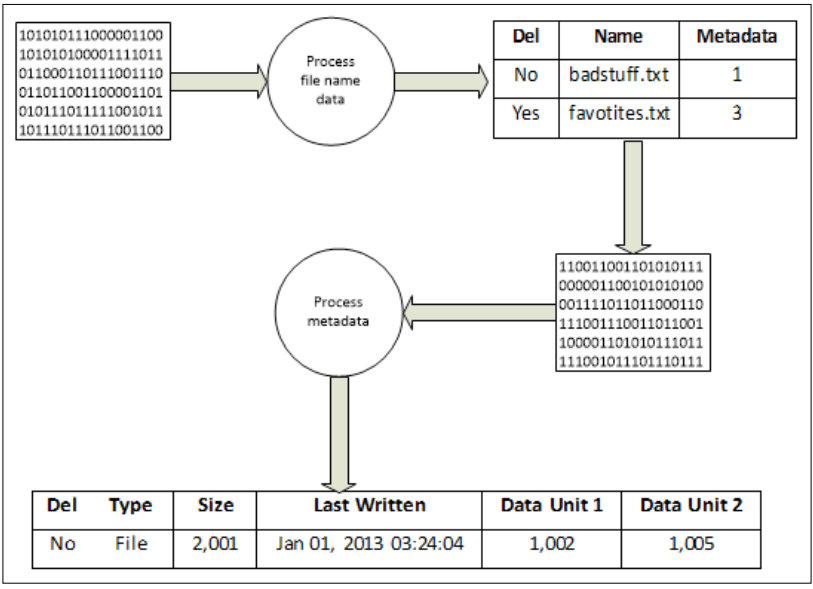 101010111000001100
101010100001111011
011000110111001110
011011001100001101
010111011111001011
101110111011001100
Process
file name
data
Del Name Metadata
No badstuff.txt 1
Yes favotites.txt 3
110011001101010111
000001100101010100
001111011011000110
111001110011011001
100001101010111011
111001011101110111
Process
metadata
Del Type Size Last Written Data Unit 1 Data Unit 2
No File 2,001 Jan 01, 2013 03:24:04 1,002 1,005